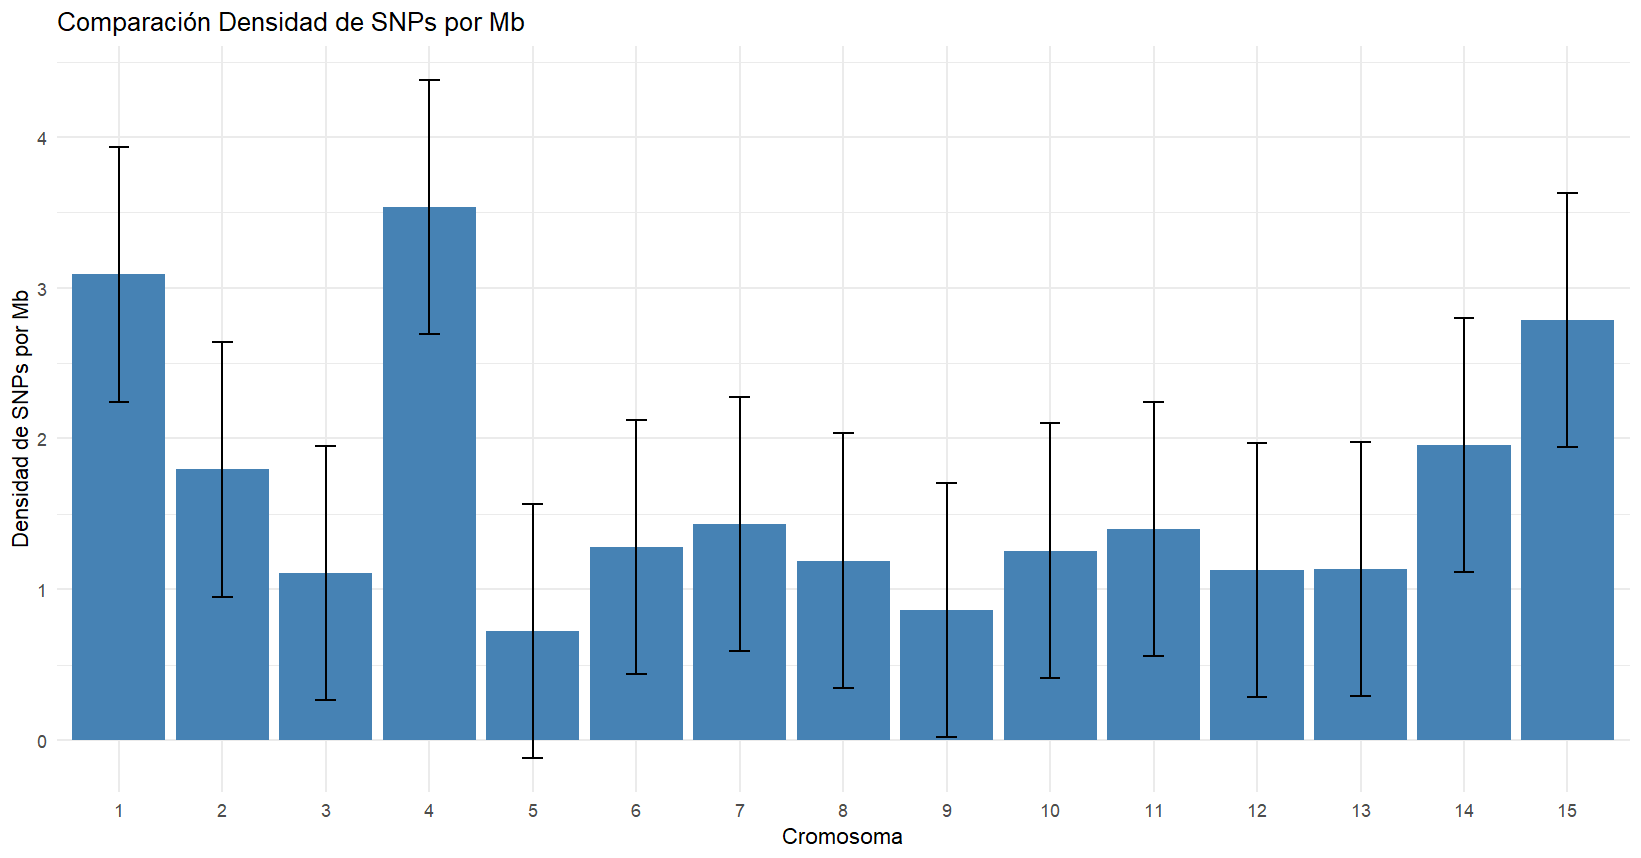 Comparación Densidad de SNPs por Mb
Densidad de SNPs por Mb
4
3
2
1
0
1 2 3 4 5 6 7 8 9 10 11 12 13 14 15
Cromosoma